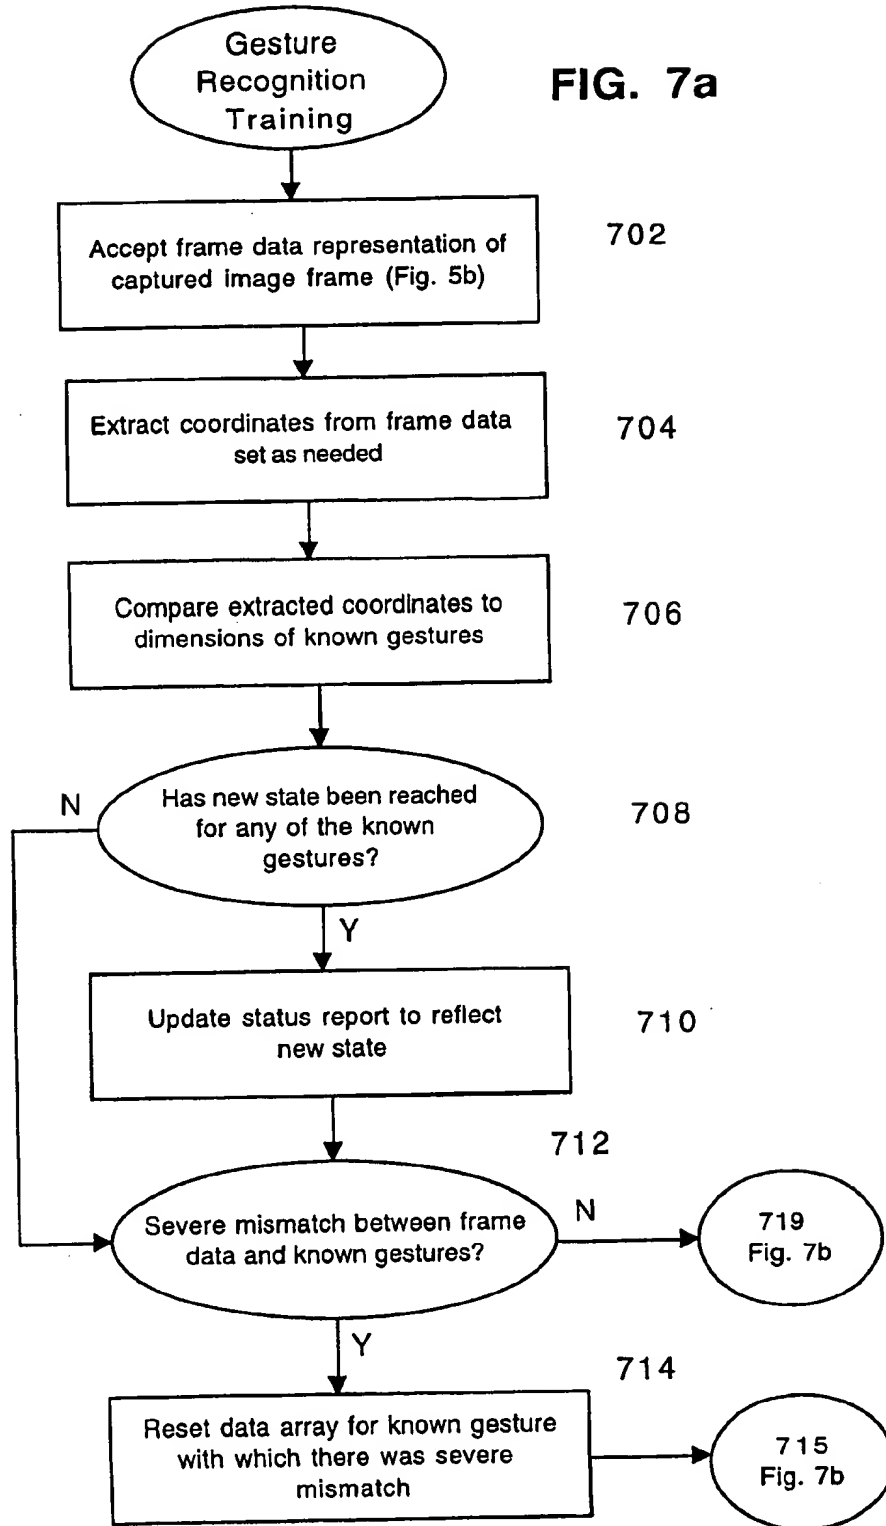 Gesture
Recognition
Training
FIG. 7a
Accept frame data representation of
captured image frame (Fig. 5b)
702
Extract coordinates from frame data
set as needed
704
Compare extracted coordinates to
dimensions of known gestures
706
Has new state been reached
for any of the known
gestures?
708
N
Y
Update status report to reflect
new state
710
712
Severe mismatch between frame
data and known gestures?
N
719
Fig. 7b
Y
714
Reset data array for known gesture
with which there was severe
mismatch
715
Fig. 7b